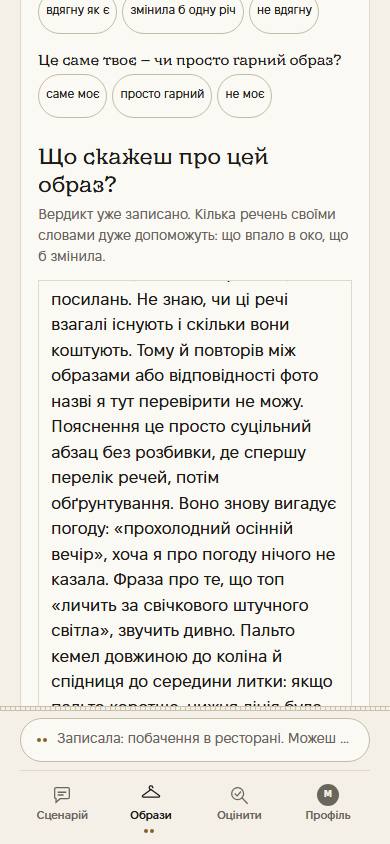 вдягну як є
змінила б одну річ
не вдягну
Це саме твоє — чи просто гарний образ?
саме моє
просто гарний
не моє
Що скажеш про цей
образ?
Вердикт уже записано. Кілька речень своїми
словами дуже допоможуть: що впало в око, що
б змінила.
посилань. Не знаю, чи ці речі
взагалі існують і скільки вони
коштують. Тому й повторів між
образами або відповідності фото
назві я тут перевірити не можу.
Пояснення це просто суцільний
абзац без розбивки, де спершу
перелік речей, потім
обґрунтування. Воно знову вигадує
погоду: «прохолодний осінній
вечір», хоча я про погоду нічого не
казала. Фраза про те, що топ
«личить за свічкового штучного
світла», звучить дивно. Пальто
кемел довжиною до коліна й
спідниця до середини литки: якщо
пальто коротше, нижня лінія буде
Записала: побачення в ресторані. Можеш ...
Сценарій
Образи
Оцінити
М
Профіль